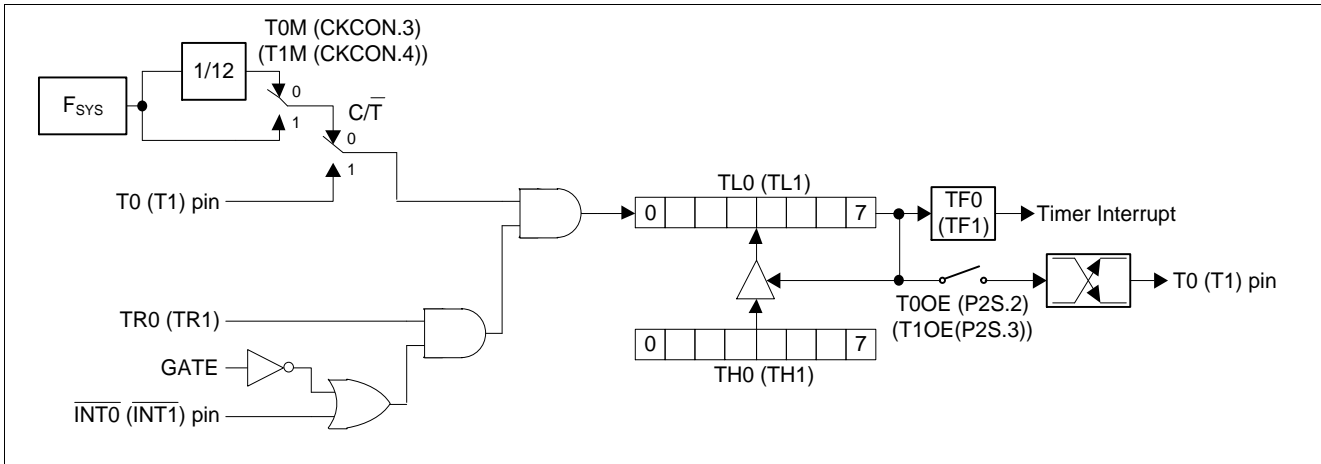 T0M (CKCON.3)
(T1M (CKCON.4))
1/12
FSYS
0
1
C/T̅
0
1
T0 (T1) pin
TL0 (TL1)
0
7
TF0
(TF1)
Timer Interrupt
T0 (T1) pin
T0OE (P2S.2)
(T1OE(P2S.3))
TR0 (TR1)
0
7
GATE
TH0 (TH1)
I̅N̅T̅0̅ (I̅N̅T̅1̅) pin